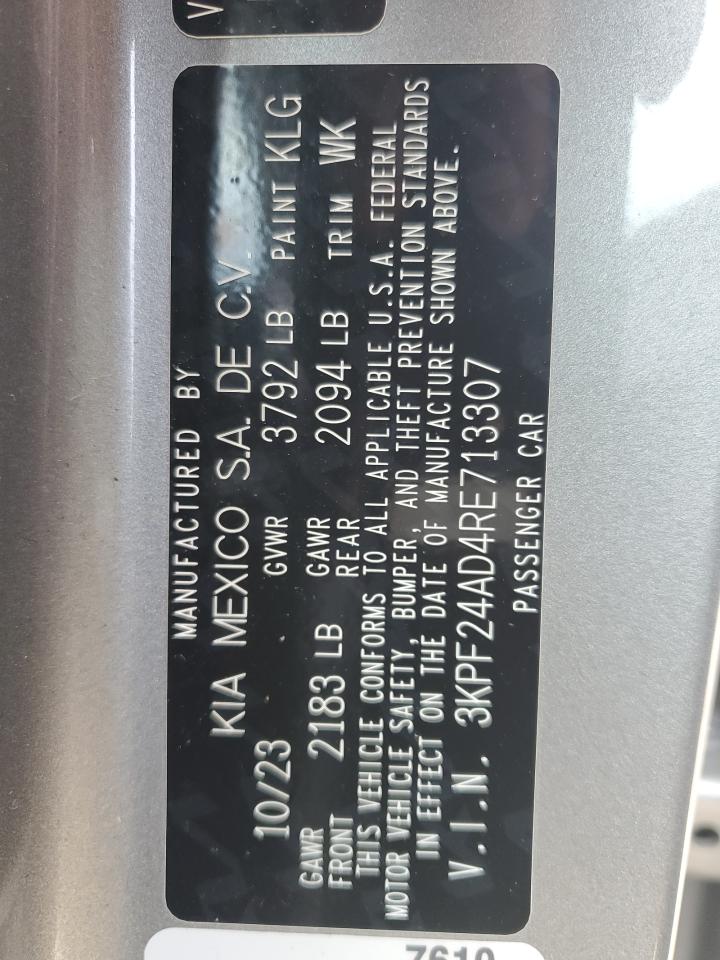 MANUFACTURED BY
KIA MEXICO S.A. DE C.V.
10/23 GVWR 3792 LB PAINT KLG
GAWR FRONT 2183 LB GAWR REAR 2094 LB TRIM WK
THIS VEHICLE CONFORMS TO ALL APPLICABLE U.S.A. FEDERAL
MOTOR VEHICLE SAFETY, BUMPER, AND THEFT PREVENTION STANDARDS
IN EFFECT ON THE DATE OF MANUFACTURE SHOWN ABOVE.
V.I.N. 3KPF24AD4RE713307
PASSENGER CAR